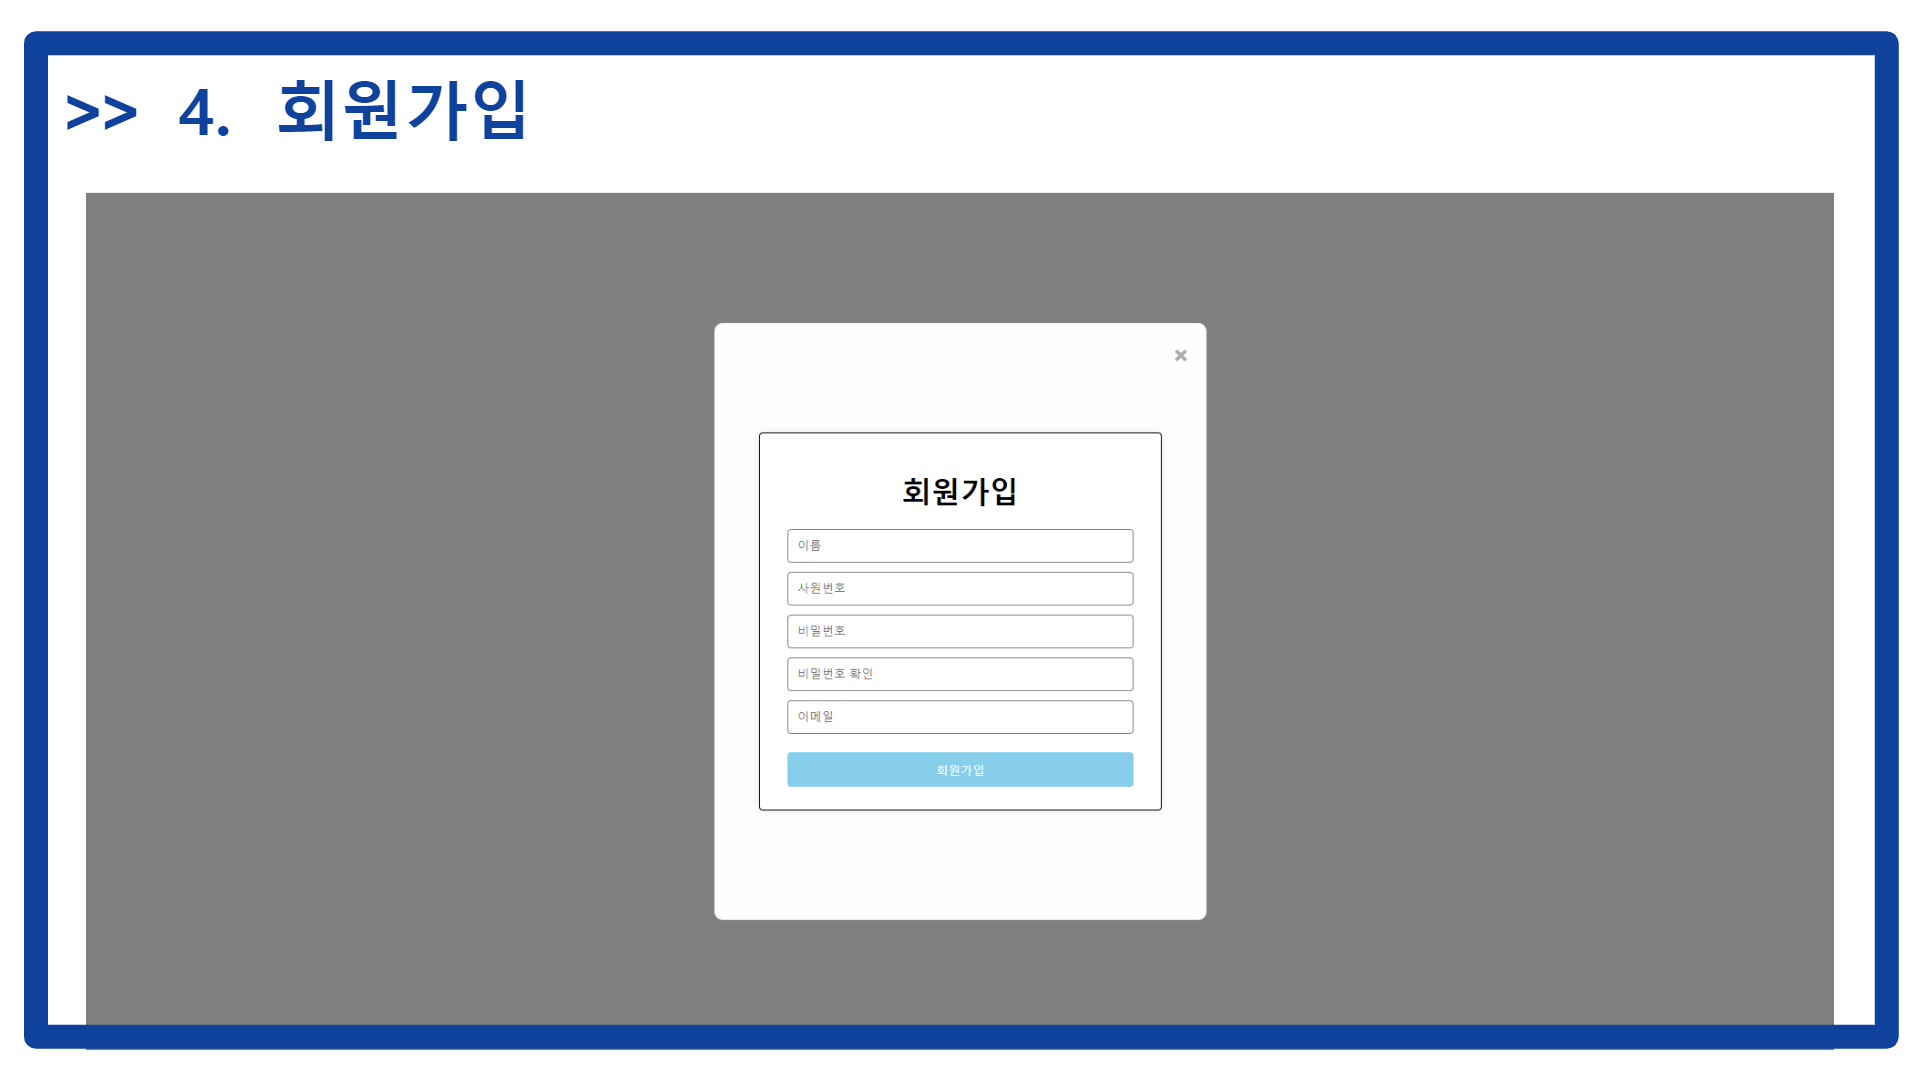 >> 4. 회원가입
×
회원가입
이름
사원번호
비밀번호
비밀번호 확인
이메일
회원가입